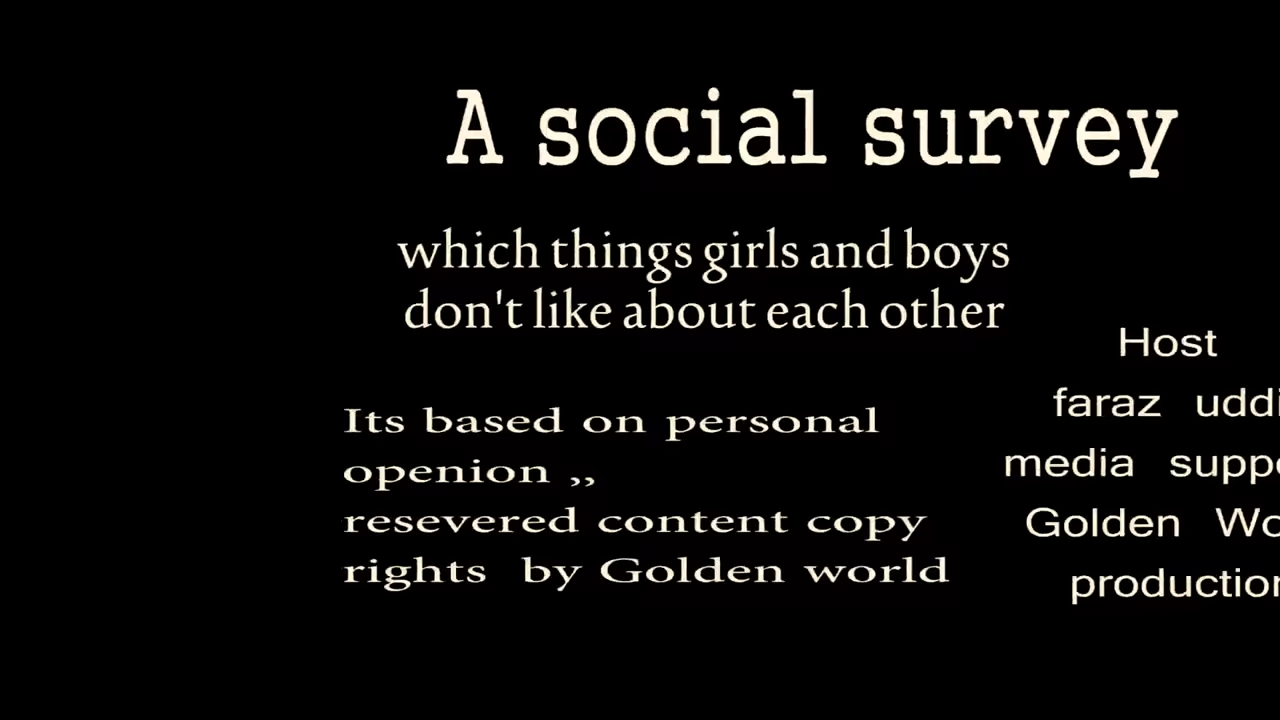 A social survey
which things girls and boys
don't like about each other
Its based on personal
openion ,,
resevered content copy
rights by Golden world
Host
faraz
media
Golden